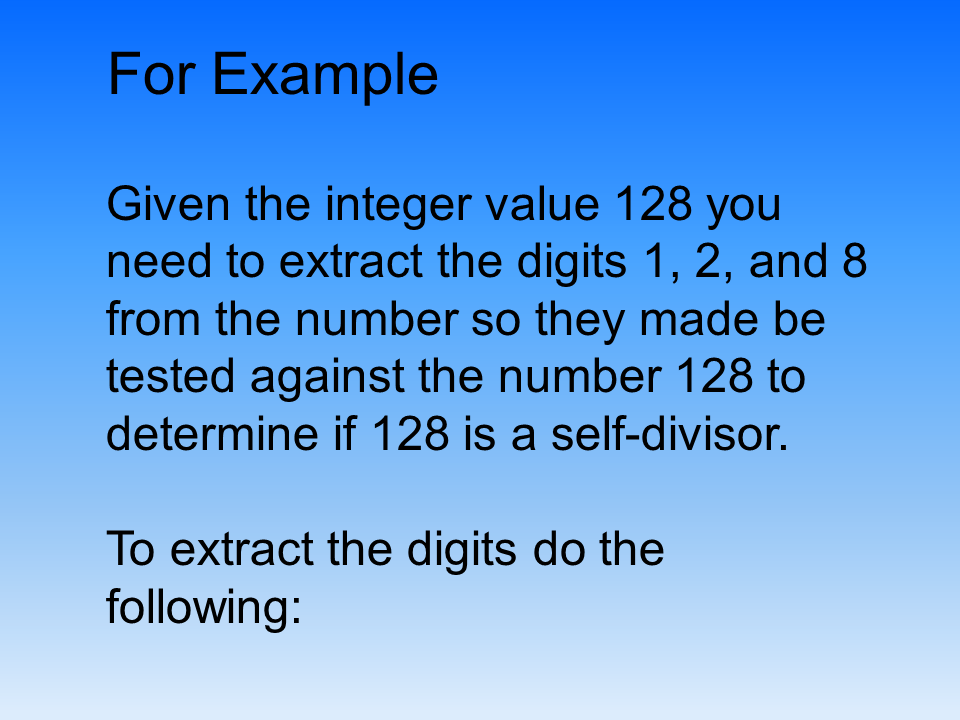 For Example
Given the integer value 128 you
need to extract the digits 1, 2, and 8
from the number so they made be
tested against the number 128 to
determine if 128 is a self-divisor.
To extract the digits do the
following: